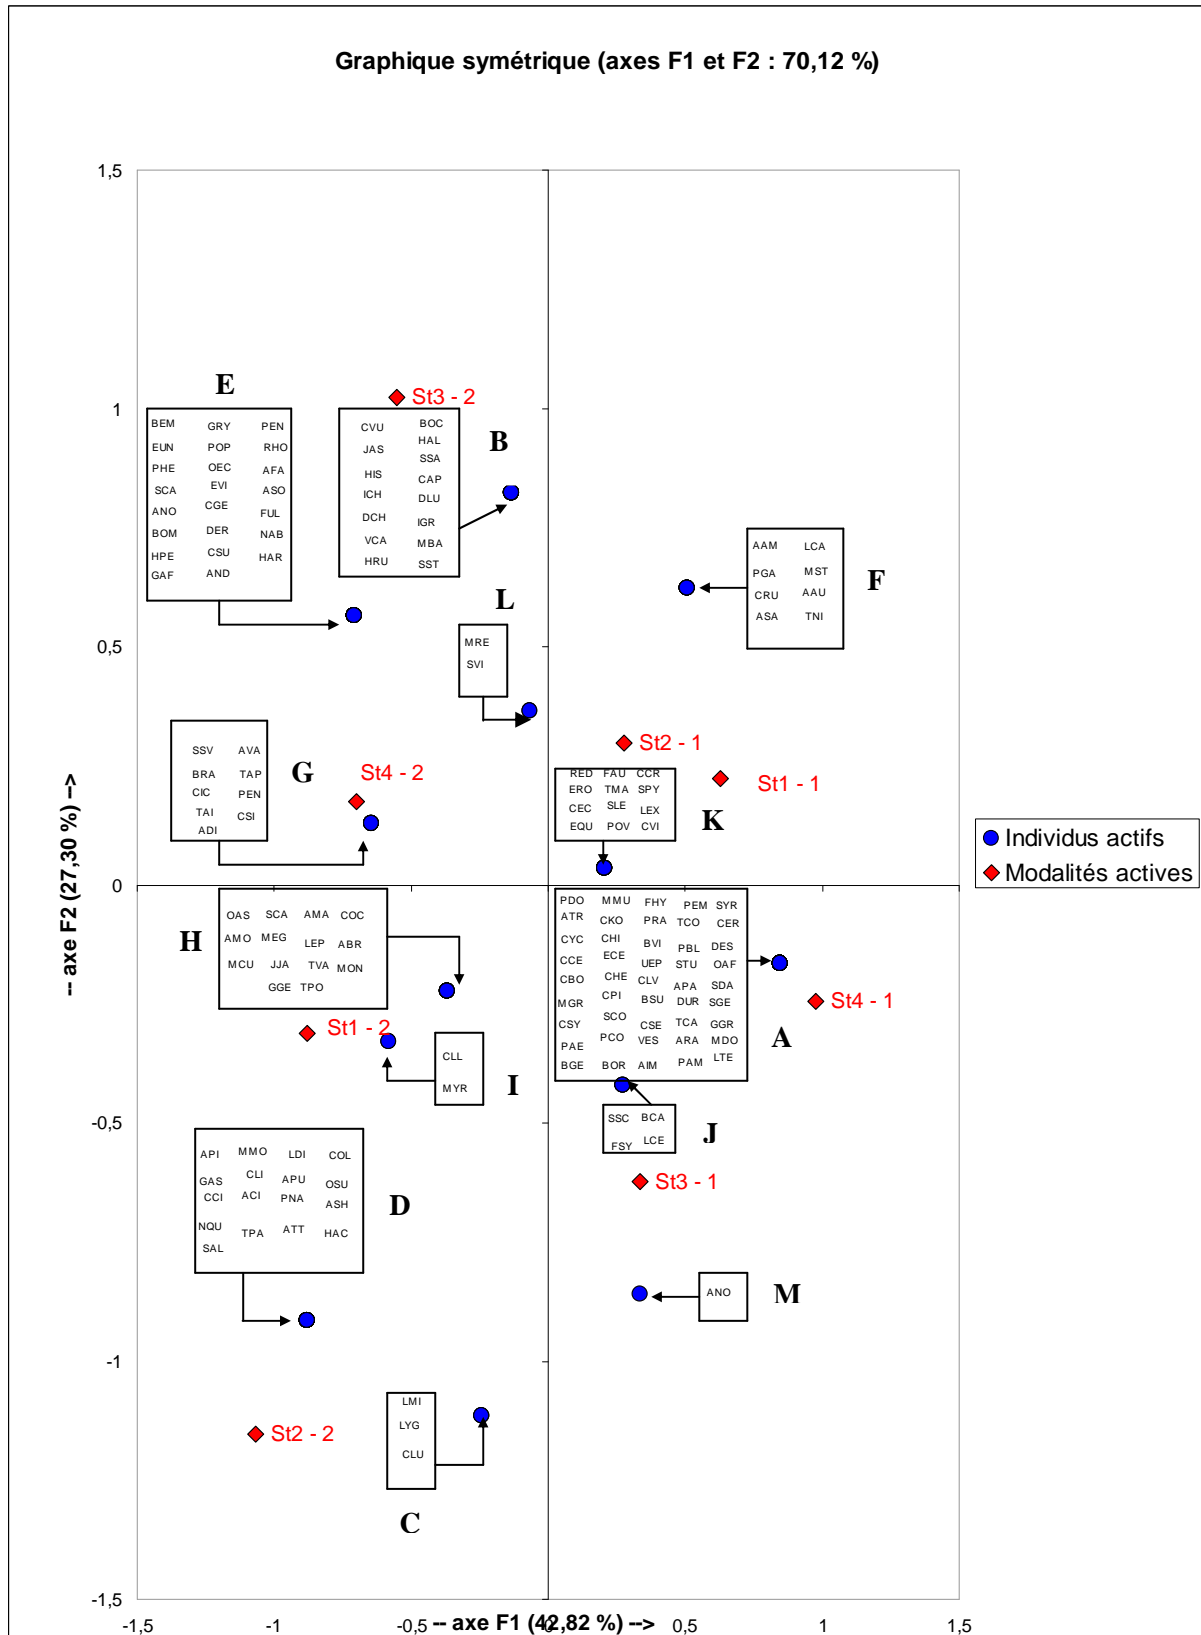 Graphique symétrique (axes F1 et F2 : 70,12 %)
1,5
St3 - 2
E
1
BEM GRY PEN
EUN POP RHO
PHE OEC AFA
SCA EVI ASO
ANO CGE FUL
BOM DER NAB
HPE CSU HAR
GAF AND
CVU BOC
JAS HAL
SSA
HIS CAP
ICH DLU
DCH IGR
VCA MBA
HRU SST
B
AAM LCA
PGA MST
CRU AAU
ASA TNI
F
L
0,5
MRE
SVI
SSV AVA
BRA TAP
CIC PEN
TAI CSI
ADI
G
St4 - 2
St2 - 1
St1 - 1
RED FAU CCR
ERO TMA SPY
CEC SLE LEX
EQU POV CVI
K
Individus actifs
Modalités actives
0
H
OAS SCA AMA COC
AMO MEG LEP ABR
MCU JJA TVA MON
GGE TPO
PDO MMU FHY PEM SYR
ATR CKO PRA TCO CER
CYC CHI BVI PBL DES
CCE ECE UEP STU OAF
CBO CHE CLV APA SDA
MGR CPI BSU DUR SGE
CSY SCO CSE TCA GGR
PAE PCO VES ARA MDO
BGE BOR AIM PAM LTE
A
St4 - 1
St1 - 2
CLL
MYR
I
SSC BCA
FSY LCE
J
-0,5
St3 - 1
API MMO LDI COL
GAS CLI APU OSU
CCI ACI PNA ASH
NQU TPA ATT HAC
SAL
D
ANO
M
-1
St2 - 2
LMI
LYG
CLU
C
-1,5
-1,5 -1 -0,5 0 0,5 1 1,5
-- axe F1 (42,82 %) -->
-- axe F2 (27,30 %) -->